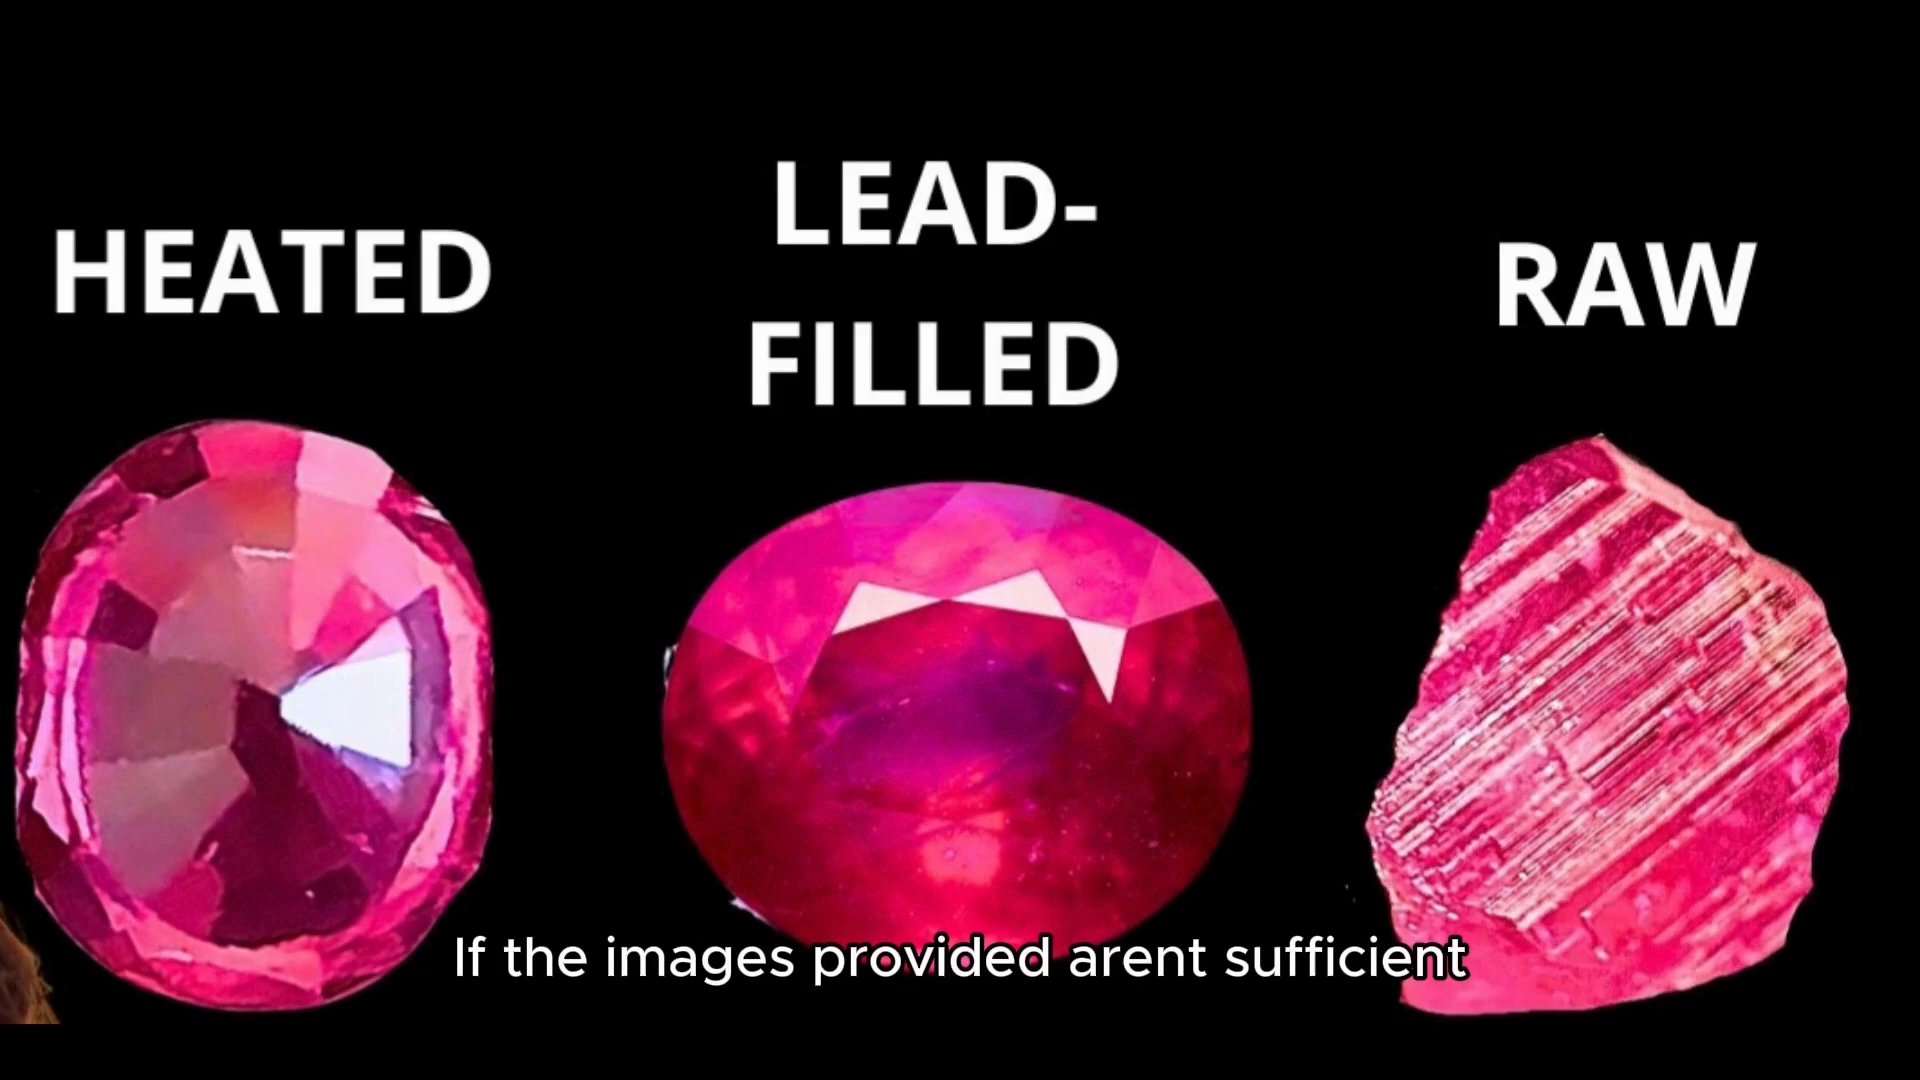 HEATED
LEAD-
FILLED
RAW
If the images provided arent sufficient